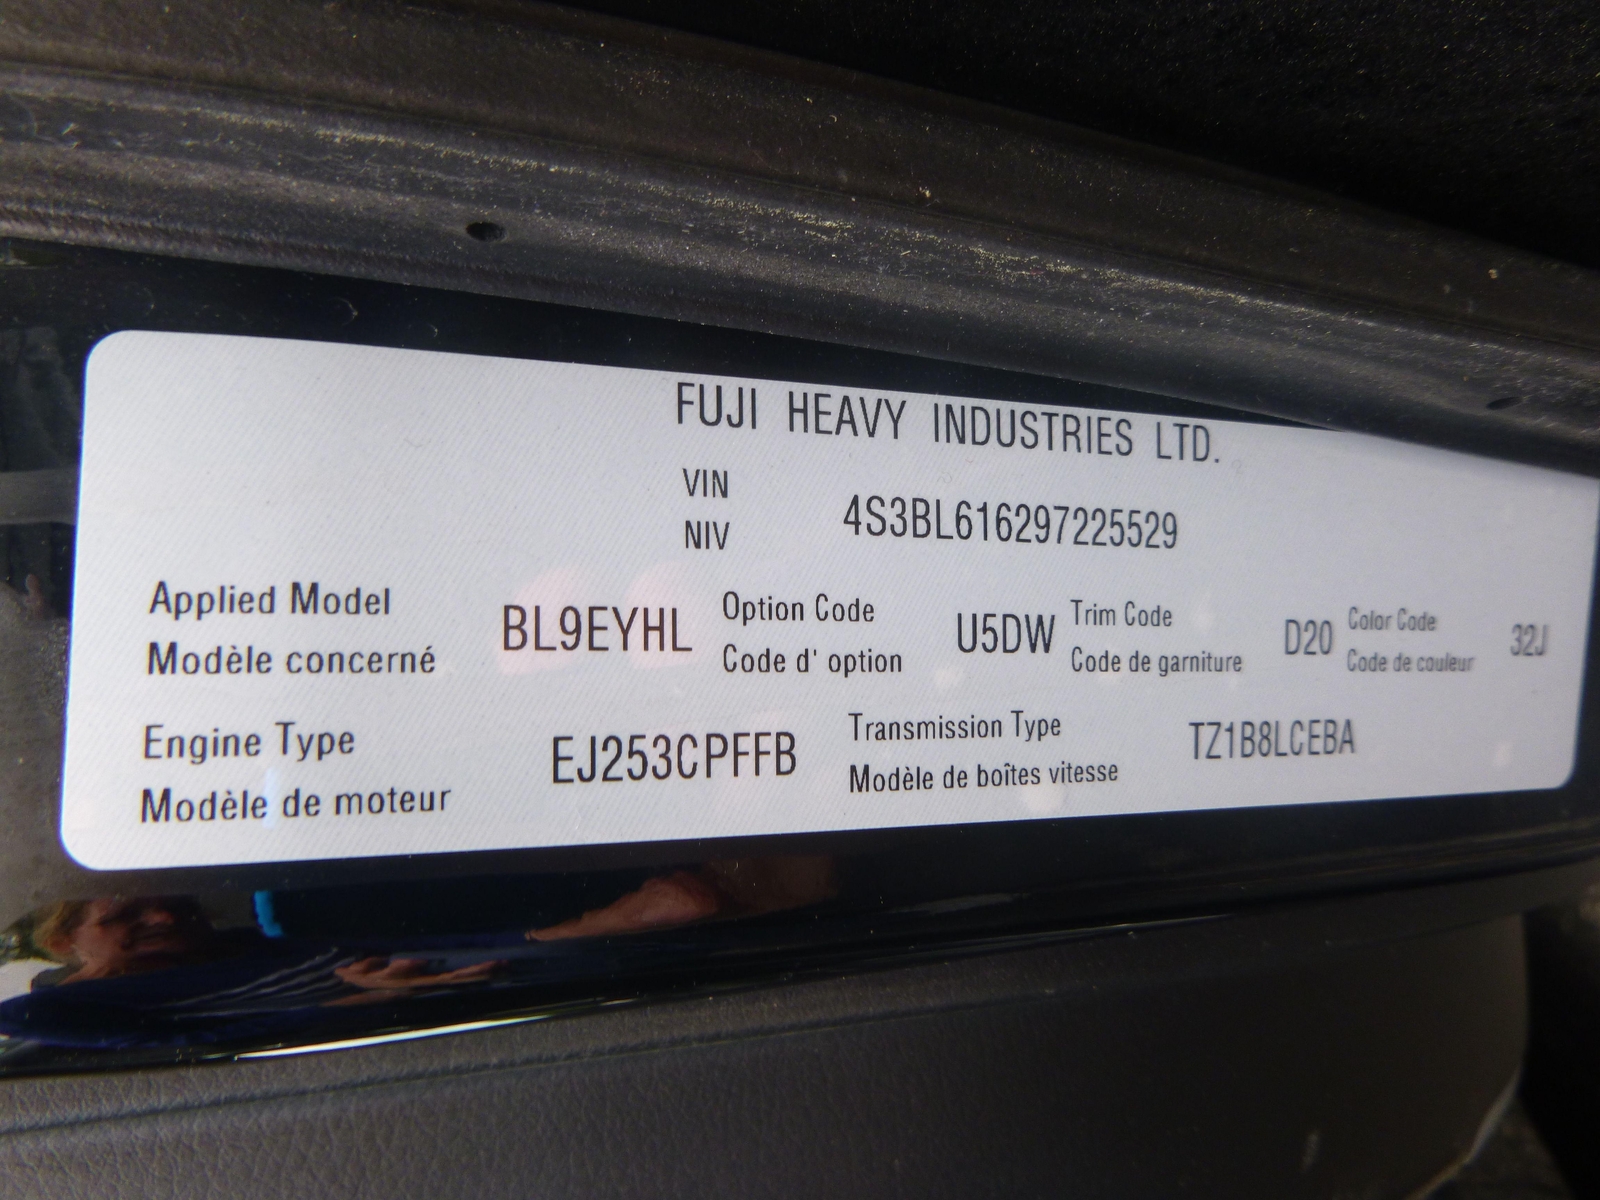 FUJI HEAVY INDUSTRIES LTD.
VIN
NIV
4S3BL616297225529
Applied Model
Modèle concerné
BL9EYHL
Option Code
Code d' option
U5DW
Trim Code
Code de garniture
D20
Color Code
Code de couleur
32J
Engine Type
Modèle de moteur
EJ253CPFFB
Transmission Type
Modèle de boîtes vitesse
TZ1B8LCEBA